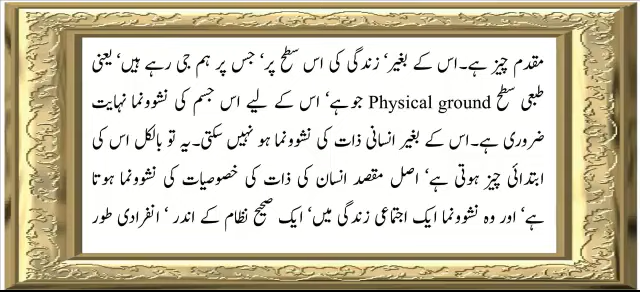 مقدم چیز ہے۔اس کے بغیر‘ زندگی کی اس سطح پر‘ جس پر ہم جی رہے ہیں‘ یعنی
طبعی سطح Physical ground جو ہے‘ اس کے لیے اس جسم کی نشوونما نہایت
ضروری ہے۔اس کے بغیر انسانی ذات کی نشوونما ہو نہیں سکتی۔یہ تو بالکل اس کی
ابتدائی چیز ہوتی ہے‘ اصل مقصد انسان کی ذات کی خصوصیات کی نشوونما ہوتا
ہے‘ اور وہ نشوونما ایک اجتماعی زندگی میں‘ ایک صحیح نظام کے اندر ‘ انفرادی طور